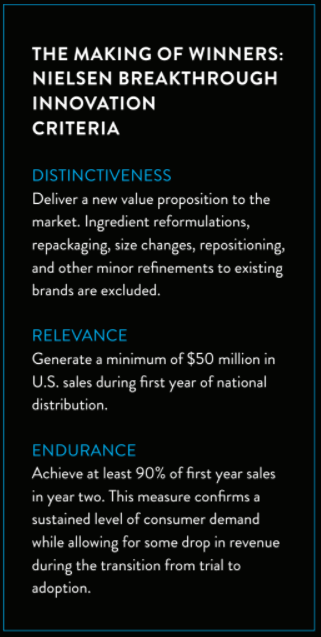 THE MAKING OF WINNERS:
NIELSEN BREAKTHROUGH
INNOVATION
CRITERIA
DISTINCTIVENESS
Deliver a new value proposition to the
market. Ingredient reformulations,
repackaging, size changes, repositioning,
and other minor refinements to existing
brands are excluded.
RELEVANCE
Generate a minimum of $50 million in
U.S. sales during first year of national
distribution.
ENDURANCE
Achieve at least 90% of first year sales
in year two. This measure confirms a
sustained level of consumer demand
while allowing for some drop in revenue
during the transition from trial to
adoption.